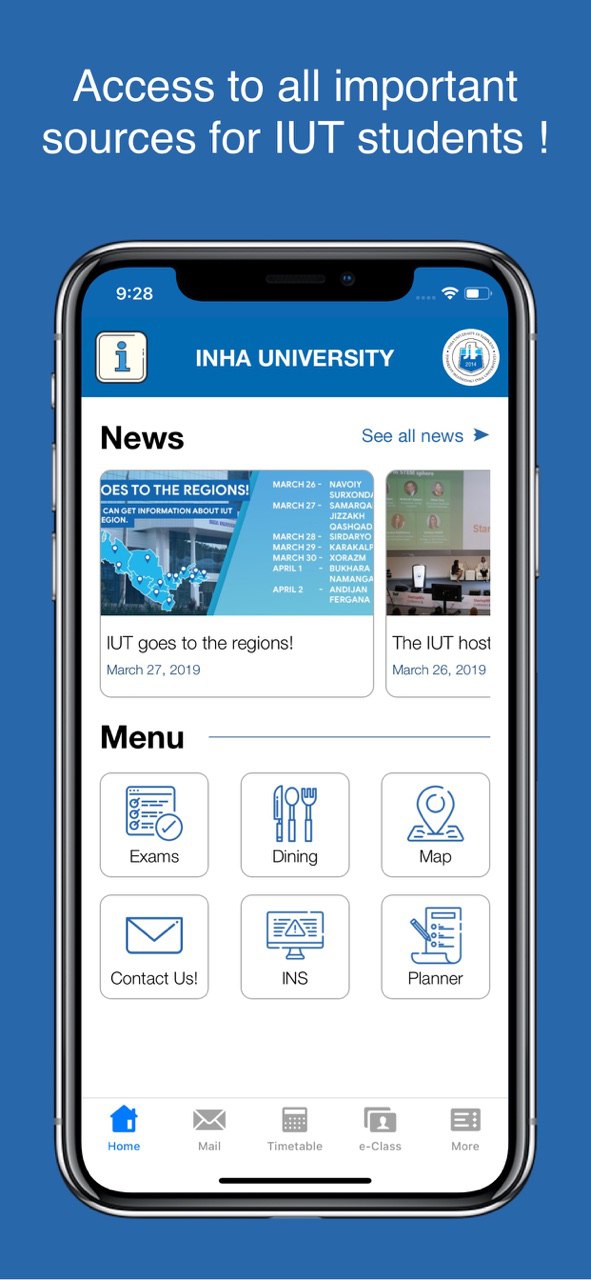 Access to all important
sources for IUT students !
9:28
INHA UNIVERSITY
2014
News
See all news
OES TO THE REGIONS!
CAN GET INFORMATION ABOUT IUT
EGION.
MARCH 26 - NAVOIY
SURXONDA
MARCH 27 - SAMARQA
JIZZAKH
QASHQAD
MARCH 28 - SIRDARYO
MARCH 29 - KARAKALP
MARCH 30 - XORAZM
APRIL 1 - BUKHARA
NAMANGA
APRIL 2 - ANDIJAN
FERGANA
IUT goes to the regions!
March 27, 2019
n STEM sphere
Star
The IUT host
March 26, 2019
Menu
Exams
Dining
Map
Contact Us!
INS
Planner
Home
Mail
Timetable
e-Class
More